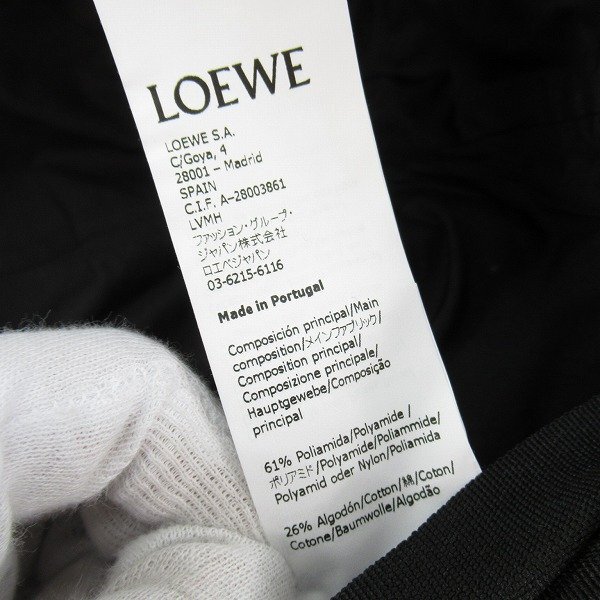 LOEWE
LOEWE S.A.
C/Goya, 4
28001 – Madrid
SPAIN
C.I.F. A–28003861
LVMH
ファッション・グループ・
ジャパン株式会社
ロエベジャパン
03-6215-6116
Made in Portugal
Composición principal/Main
composition/メインファブリック/
Composition principal/
Composizione principale/
Hauptgewebe/Composição
principal
61% Poliamida/Polyamide /
ポリアミド/Polyamide/Poliammide/
Polyamid oder Nylon/Poliamida
26% Algodón/Cotton/綿/Coton/
Cotone/Baumwolle/Algodão